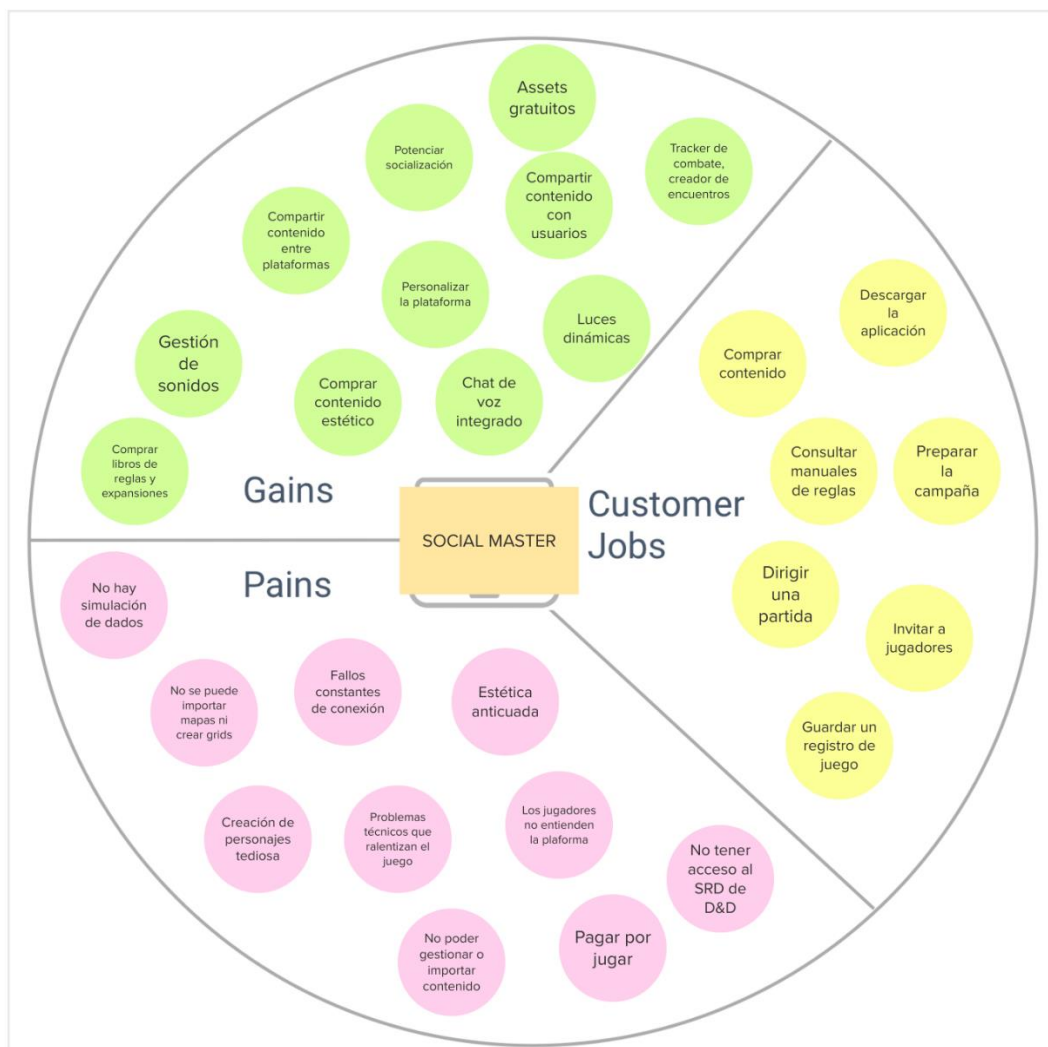 Assets
gratuitos
Potenciar
socialización
Tracker de
combate,
creador de
encuentros
Compartir
contenido
con
usuarios
Compartir
contenido
entre
plataformas
Personalizar
la plataforma
Luces
dinámicas
Gestión
de
sonidos
Comprar
contenido
estético
Chat de
voz
integrado
Comprar
libros de
reglas y
expansiones
Gains
Descargar
la
aplicación
Comprar
contenido
Consultar
manuales
de reglas
Preparar
la
campaña
Customer
Jobs
SOCIAL MASTER
Dirigir
una
partida
Invitar a
jugadores
Guardar un
registro de
juego
Pains
No hay
simulación
de dados
No se puede
importar
mapas ni
crear grids
Fallos
constantes
de conexión
Estética
anticuada
Creación de
personajes
tediosa
Problemas
técnicos que
ralentizan el
juego
Los jugadores
no entienden
la plaforma
No tener
acceso al
SRD de
D&D
No poder
gestionar o
importar
contenido
Pagar por
jugar